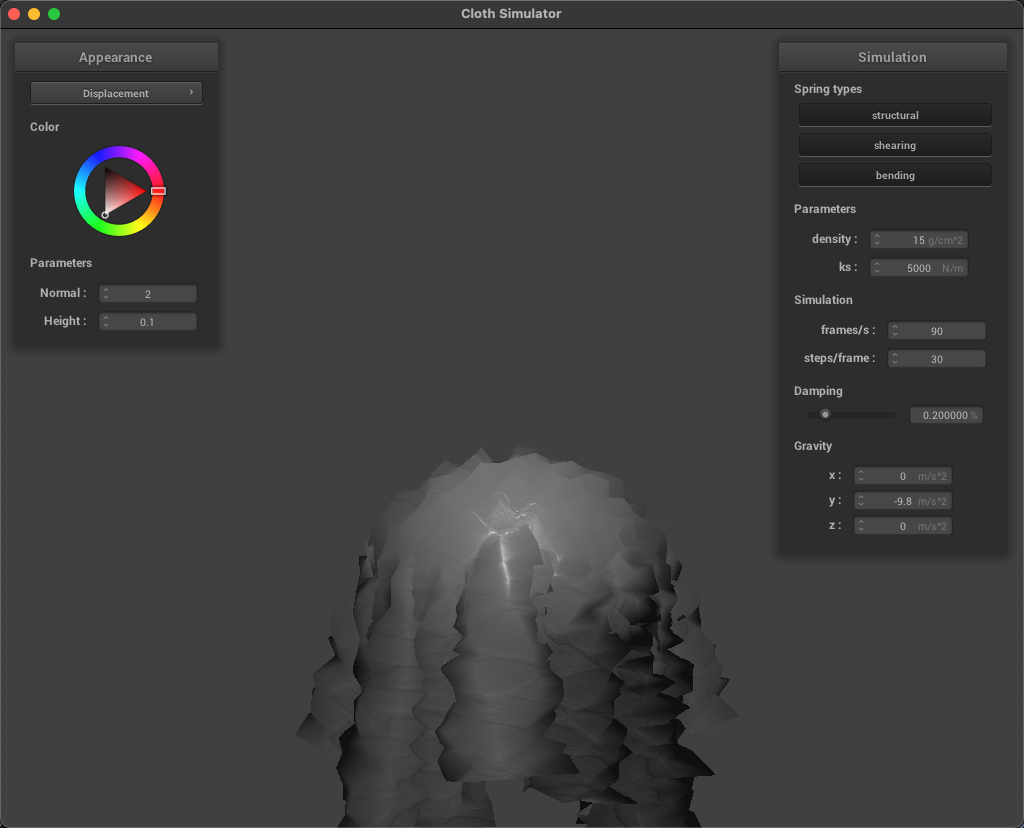 Cloth Simulator
Appearance
Displacement ›
Color
Parameters
Normal : 2
Height : 0.1
Simulation
Spring types
structural
shearing
bending
Parameters
density : 15 g/cm^2
ks : 5000 N/m
Simulation
frames/s : 90
steps/frame : 30
Damping
0.200000 %
Gravity
x : 0 m/s^2
y : -9.8 m/s^2
z : 0 m/s^2